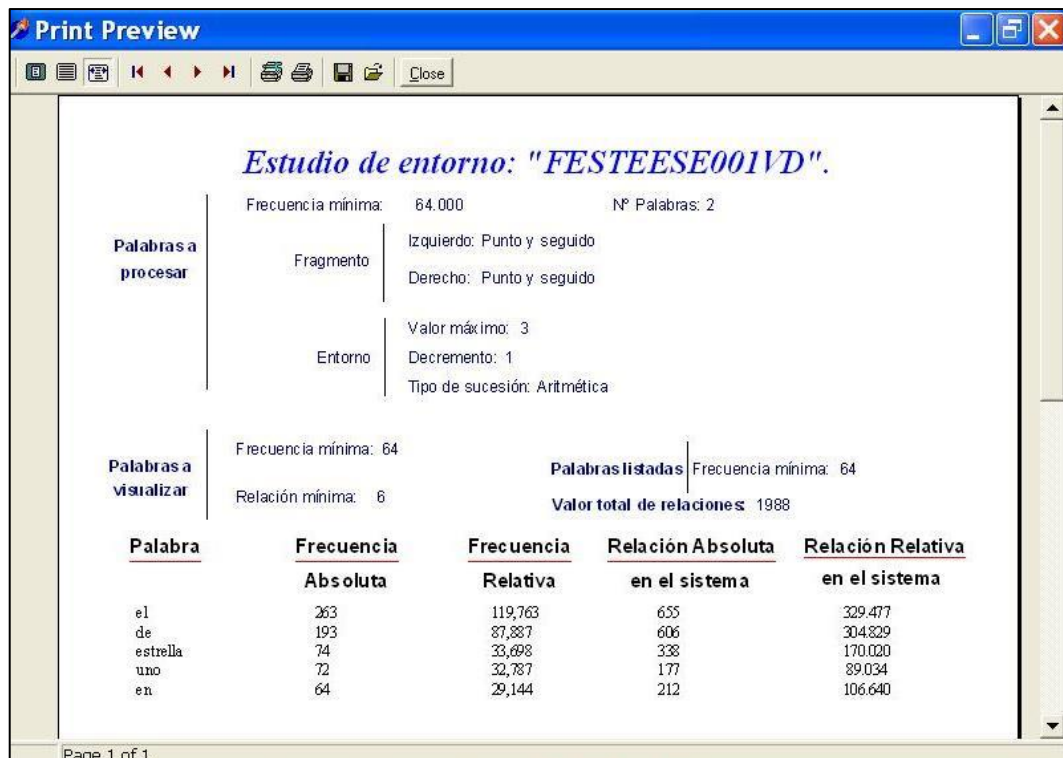 Print Preview
Close
Estudio de entorno: "FESTEESE001VD".
Frecuencia mínima: 64.000 Nº Palabras: 2
Palabras a procesar
Fragmento
Izquierdo: Punto y seguido
Derecho: Punto y seguido
Entorno
Valor máximo: 3
Decremento: 1
Tipo de sucesión: Aritmética
Palabras a visualizar
Frecuencia mínima: 64
Relación mínima: 6
Palabras listadas Frecuencia mínima: 64
Valor total de relaciones: 1988
Palabra Frecuencia Absoluta Frecuencia Relativa Relación Absoluta en el sistema Relación Relativa en el sistema
el 263 119,763 655 329.477
de 193 87,887 606 304.829
estrella 74 33,698 338 170.020
uno 72 32,787 177 89.034
en 64 29,144 212 106.640
Page 1 of 1